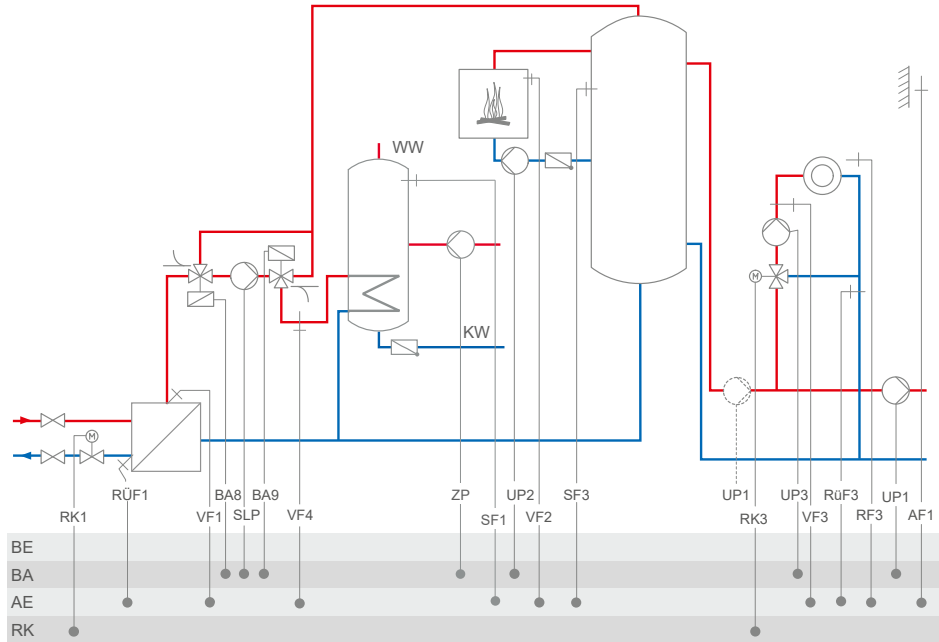 WW
KW
M
M
RK1
RÜF1
VF1
BA8
SLP
BA9
VF4
ZP
SF1
UP2
VF2
SF3
UP1
RK3
UP3
VF3
RüF3
RF3
UP1
AF1
BE
BA
AE
RK